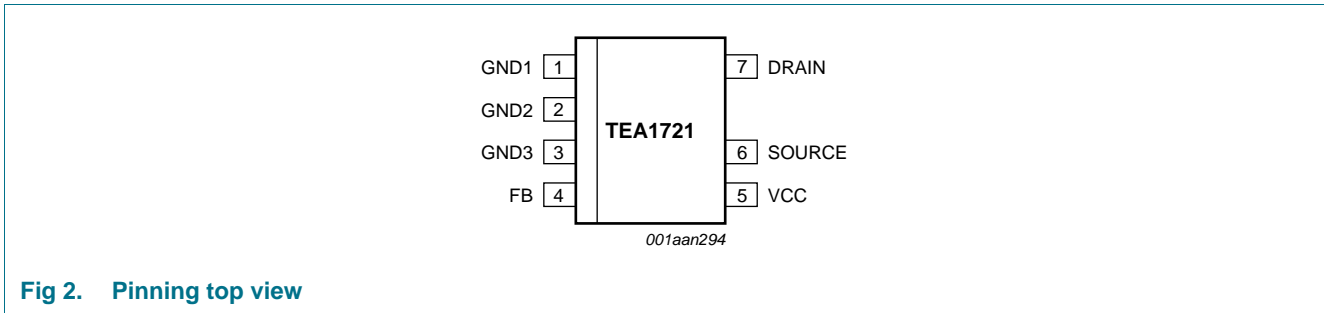 GND1 1 7 DRAIN
GND2 2
TEA1721
GND3 3 6 SOURCE
FB 4 5 VCC
001aan294
Fig 2. Pinning top view